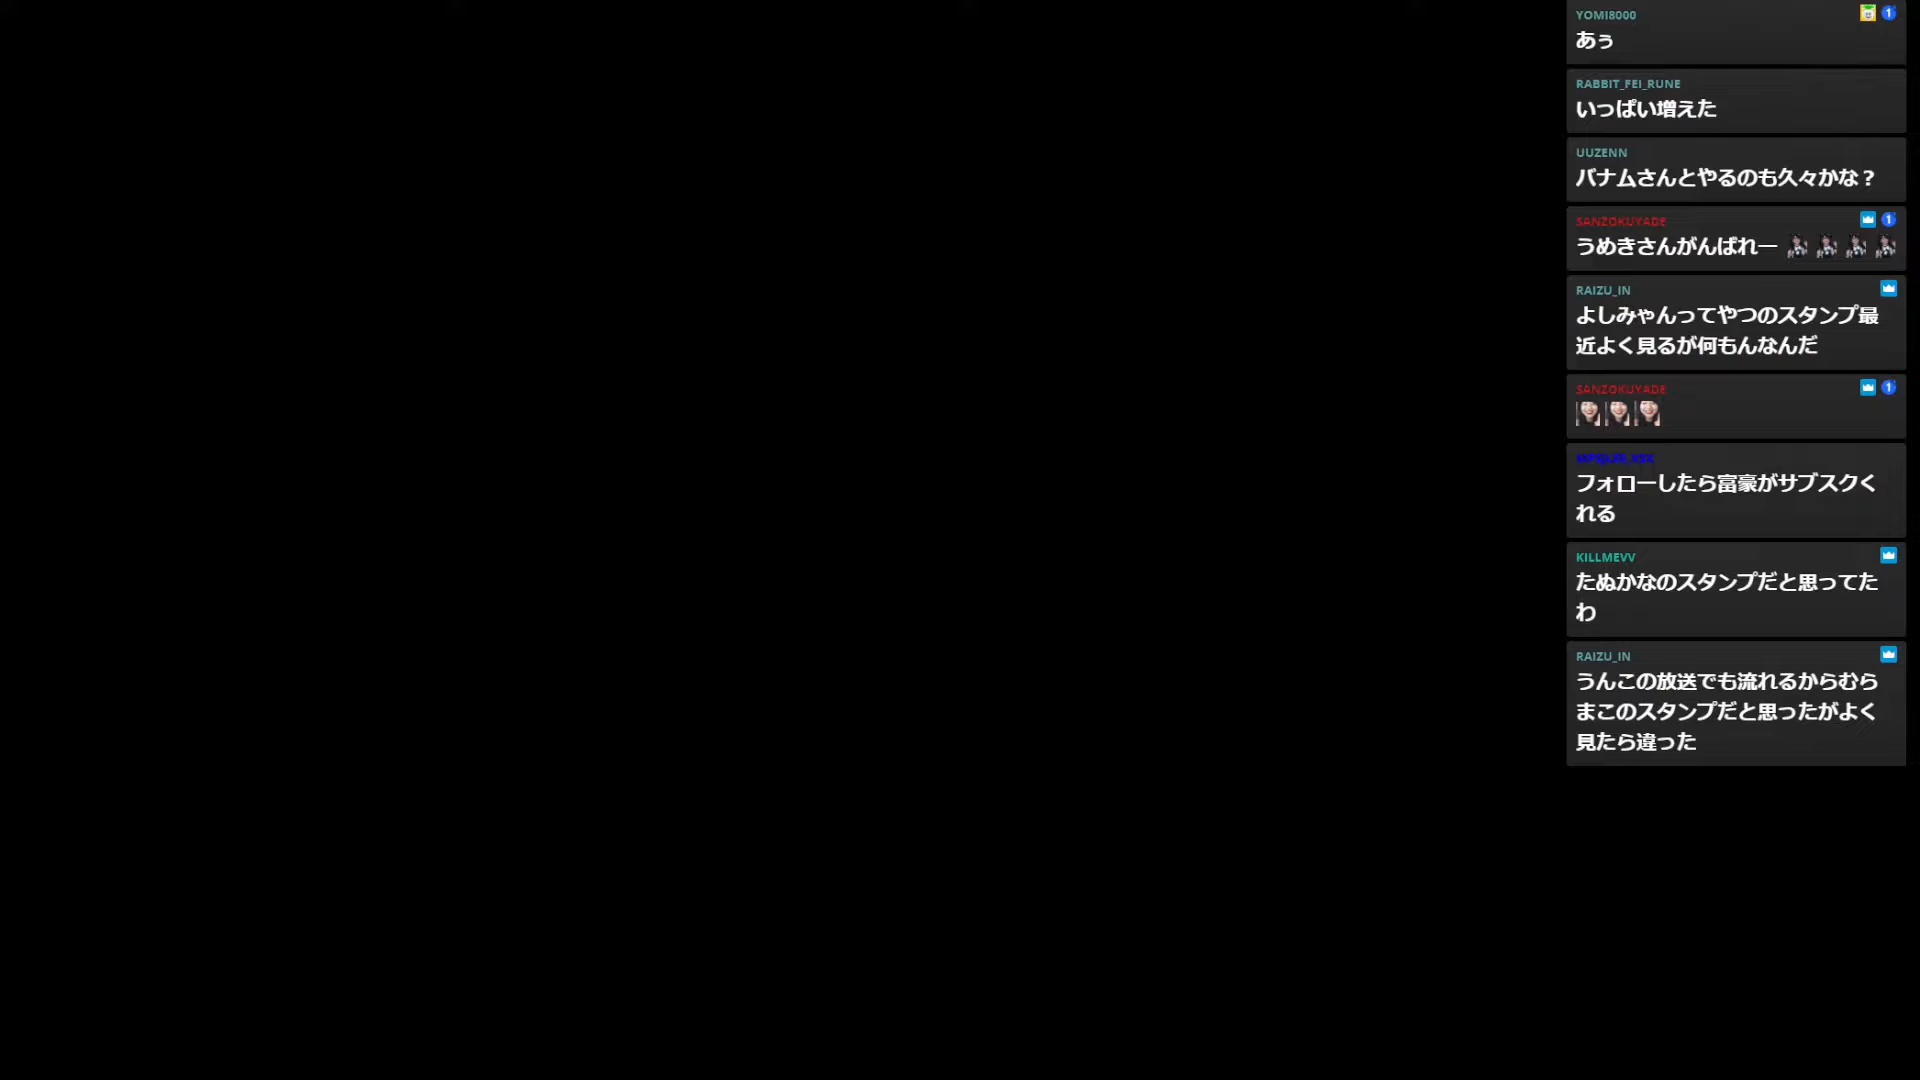 YOMI8000
あぅ
RABBIT_FEI_RUNE
いっぱい増えた
UUZENN
バナムさんとやるのも久々かな？
SANZOKUYADE
うめきさんがんばれー
RAIZU_IN
よしみゃんってやつのスタンプ最
近よく見るが何もんなんだ
SANZOKUYADE
フォローしたら富豪がサブスクく
れる
KILLMEVV
たぬかなのスタンプだと思ってた
わ
RAIZU_IN
うんこの放送でも流れるからむら
まこのスタンプだと思ったがよく
見たら違った